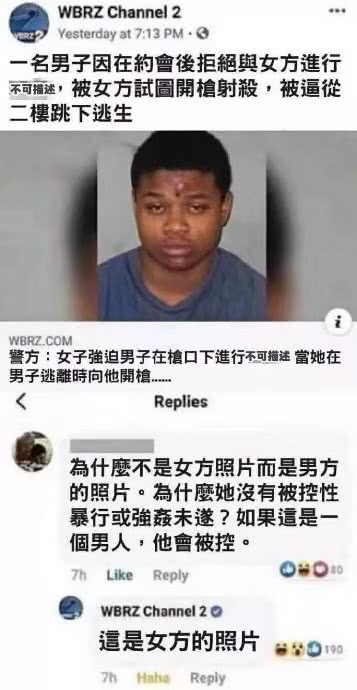 WBRZ Channel 2
Yesterday at 7:13 PM
一名男子因在約會後拒絕與女方進行
不可描述，被女方試圖開槍射殺，被逼從
二樓跳下逃生
WBRZ.COM
警方：女子強迫男子在槍口下進行不可描述 當她在
男子逃離時向他開槍......
Replies
為什麼不是女方照片而是男方
的照片。為什麼她沒有被控性
暴行或強姦未遂？如果這是一
個男人，他會被控。
7h Like Reply 80
WBRZ Channel 2
這是女方的照片
190
7h Haha Reply